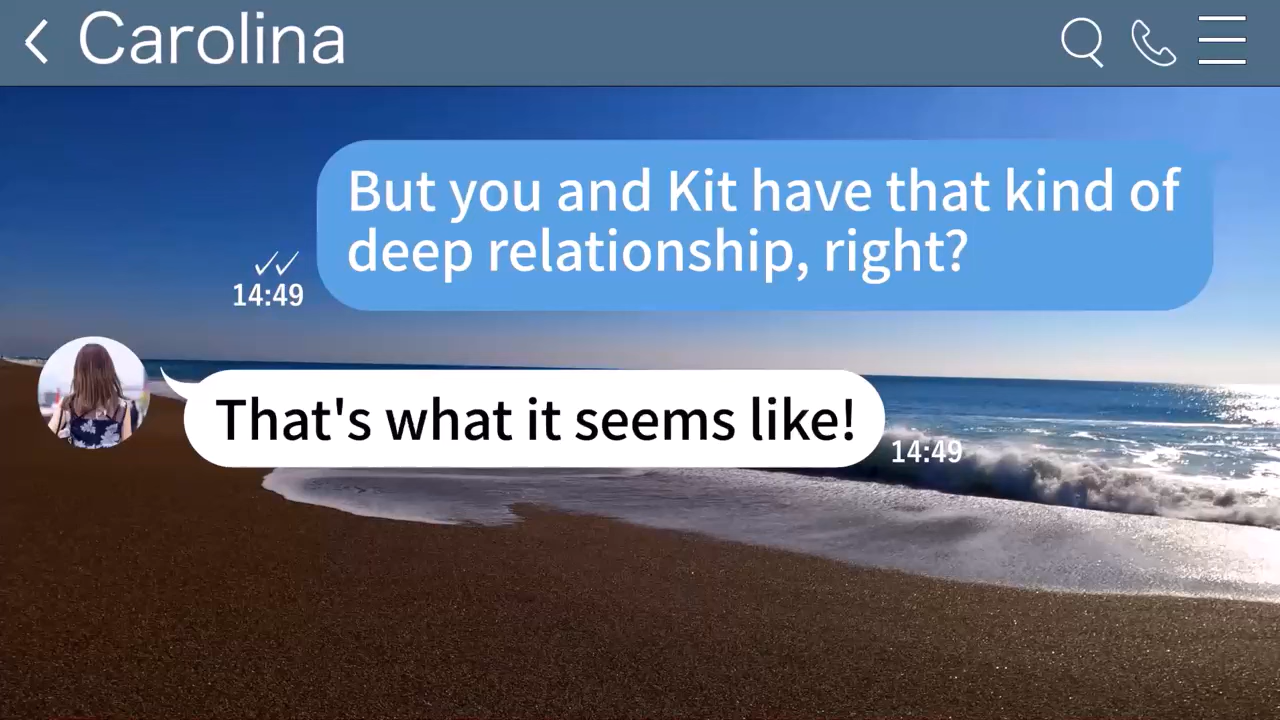 Carolina
But you and Kit have that kind of
deep relationship, right?
14:49
That's what it seems like!
14:49